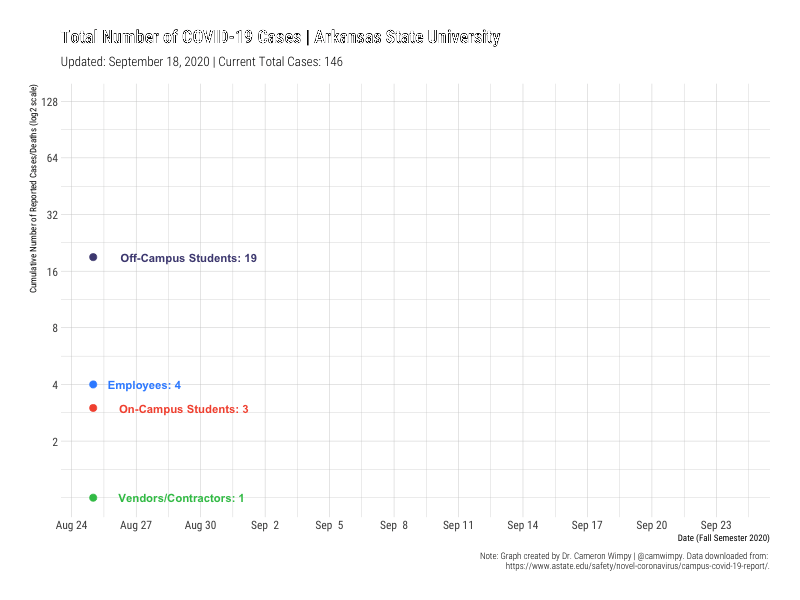 Total Number of COVID-19 Cases | Arkansas State University
Updated: September 18, 2020 | Current Total Cases: 146
Cumulative Number of Reported Cases/Deaths (log2 scale)
128
64
32
16
8
4
2
Off-Campus Students: 19
Employees: 4
On-Campus Students: 3
Vendors/Contractors: 1
Aug 24 Aug 27 Aug 30 Sep 2 Sep 5 Sep 8 Sep 11 Sep 14 Sep 17 Sep 20 Sep 23
Date (Fall Semester 2020)
Note: Graph created by Dr. Cameron Wimpy | @camwimpy. Data downloaded from:
https://www.astate.edu/safety/novel-coronavirus/campus-covid-19-report/.